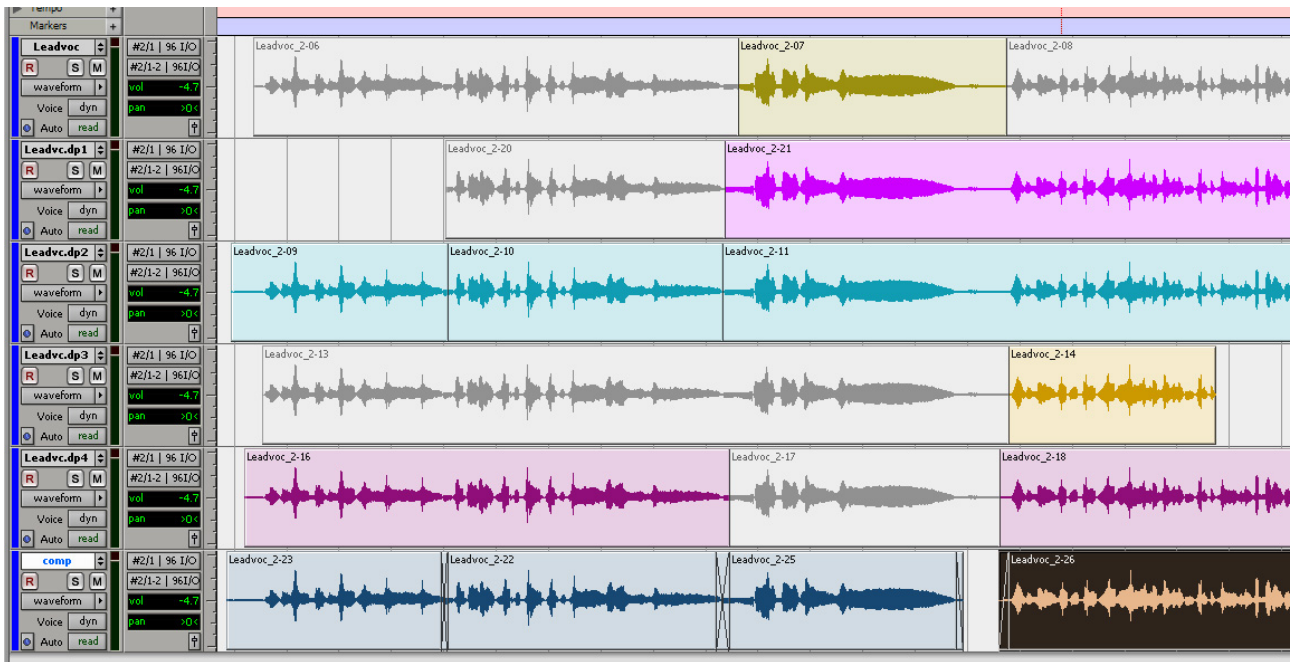 Tempo +
Markers +
Leadvoc #2/1 | 96 I/O Leadvoc_2-06 Leadvoc_2-07 Leadvoc_2-08
R S M #2/1-2 | 96I/O
waveform vol -4.7
Voice dyn pan >0<
Auto read
Leadvc.dp1 #2/1 | 96 I/O Leadvoc_2-20 Leadvoc_2-21
R S M #2/1-2 | 96I/O
waveform vol -4.7
Voice dyn pan >0<
Auto read
Leadvc.dp2 #2/1 | 96 I/O Leadvoc_2-09 Leadvoc_2-10 Leadvoc_2-11
R S M #2/1-2 | 96I/O
waveform vol -4.7
Voice dyn pan >0<
Auto read
Leadvc.dp3 #2/1 | 96 I/O Leadvoc_2-13 Leadvoc_2-14
R S M #2/1-2 | 96I/O
waveform vol -4.7
Voice dyn pan >0<
Auto read
Leadvc.dp4 #2/1 | 96 I/O Leadvoc_2-16 Leadvoc_2-17 Leadvoc_2-18
R S M #2/1-2 | 96I/O
waveform vol -4.7
Voice dyn pan >0<
Auto read
comp #2/1 | 96 I/O Leadvoc_2-23 Leadvoc_2-22 Leadvoc_2-25 Leadvoc_2-26
R S M #2/1-2 | 96I/O
waveform vol -4.7
Voice dyn pan >0<
Auto read